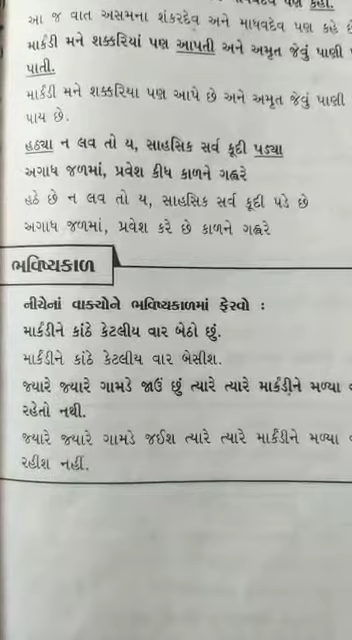 પણ કહી.
આ જ વાત અસમના શંકરદેવ અને માધવદેવ પણ કહે
માર્કંડી મને શક્કરિયાં પણ આપતી અને અમૃત જેવું પાણી
પાતી.
માર્કંડી મને શક્કરિયા પણ આપે છે અને અમૃત જેવું પાણી
પાય છે.
હઠ્યા ન લવ તો ય, સાહસિક સર્વ કૂદી પડ્યા
અગાધ જળમાં, પ્રવેશ કીધ કાળને ગહ્વરે
હઠે છે ન લવ તો ય, સાહસિક સર્વ કૂદી પડે છે
અગાધ જળમાં, પ્રવેશ કરે છે કાળને ગહ્વરે
ભવિષ્યકાળ
નીચેનાં વાક્યોને ભવિષ્યકાળમાં ફેરવો :
માર્કંડીને કાંઠે કેટલીય વાર બેઠો છું.
માર્કંડીને કાંઠે કેટલીય વાર બેસીશ.
જ્યારે જ્યારે ગામડે જાઉં છું ત્યારે ત્યારે માર્કંડીને મળ્યા
રહેતો નથી.
જ્યારે જ્યારે ગામડે જઈશ ત્યારે ત્યારે માર્કંડીને મળ્યા
રહીશ નહીં.